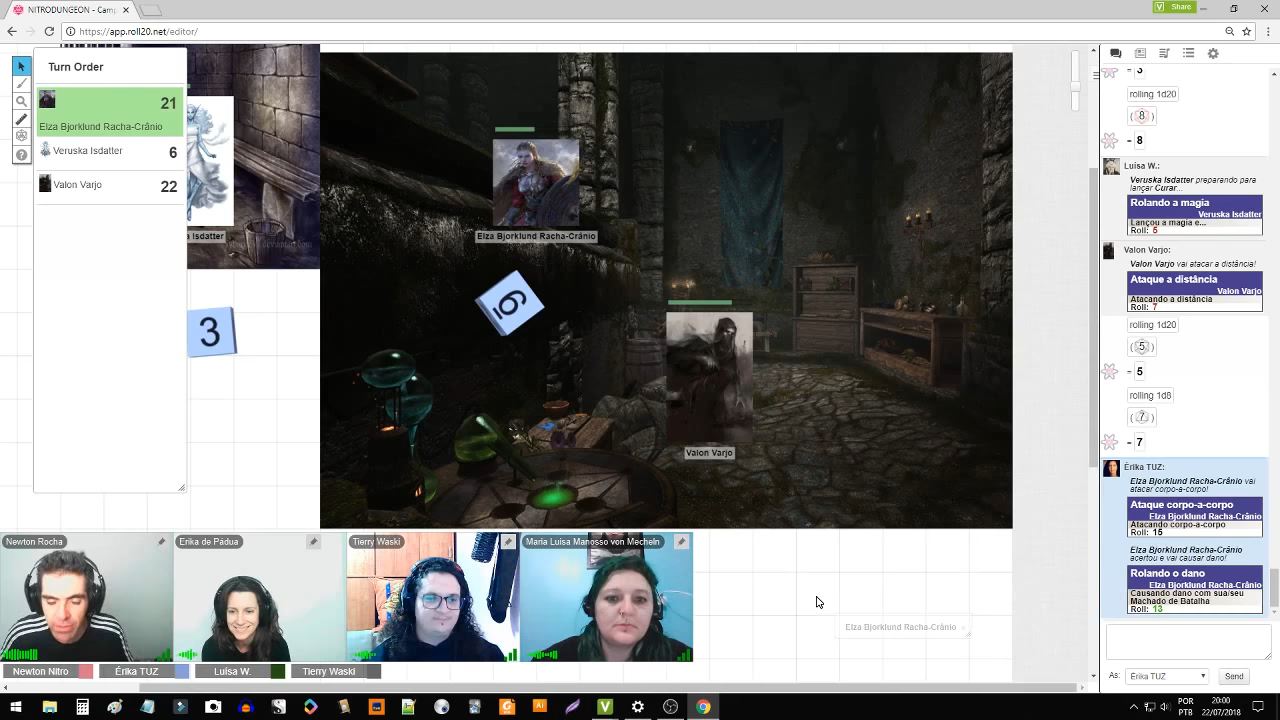 NITRODUNGEON - Cam
Share
https://app.roll20.net/editor/
Turn Order
21
Elza Bjorklund Racha-Crânio
Veruska Isdatter
6
Valon Varjo
22
a Isdatter
Elza Bjorklund Racha-Crânio
3
Valon Varjo
rolling 1d20
(8)
= 8
Luísa W.:
Veruska Isdatter preparando para
lançar Curar...
Rolando a magia
Veruska Isdatter
Lançou a magia e...
Roll: 5
Valon Varjo:
Valon Varjo vai atacar a distância!
Ataque a distância
Valon Varjo
Atacando a distância
Roll: 7
rolling 1d20
(5)
= 5
rolling 1d8
(7)
= 7
Érika TUZ:
Elza Bjorklund Racha-Crânio vai
atacar corpo-a-corpo!
Ataque corpo-a-corpo
Elza Bjorklund Racha-Crânio
Atacando corpo-a-corpo
Roll: 15
Elza Bjorklund Racha-Crânio
acertou e vai causar dano!
Rolando o dano
Elza Bjorklund Racha-Crânio
Causando dano com sua/seu
Machado de Batalha
Roll: 13
As:
Érika TUZ
Send
Newton Rocha
Erika de Pádua
Tierry Waski
Maria Luisa Manosso von Mecheln
Elza Bjorklund Racha-Crânio
Newton Nitro
Érika TUZ
Luísa W.
Tierry Waski
POR
PTB
20:00
22/07/2018